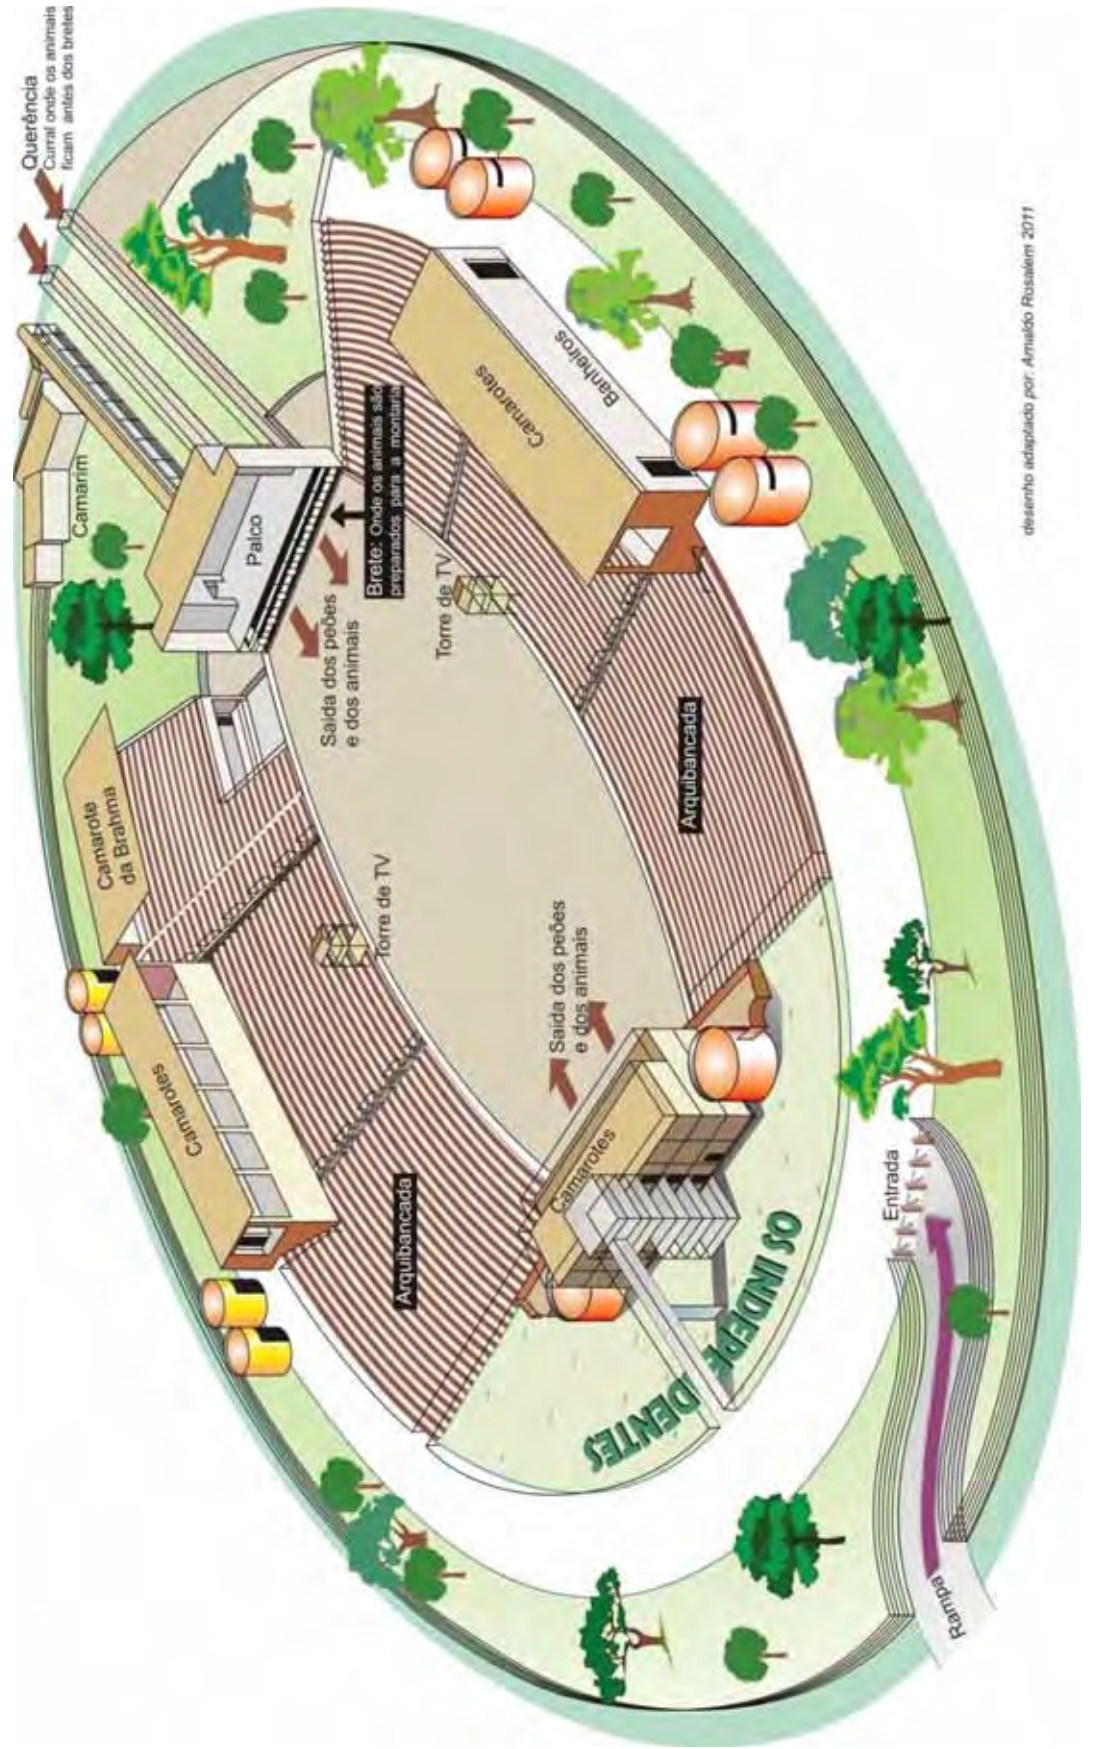 Querência
Curral onde os animais
ficam antes dos bretes
Camarim
Palco
Brete: Onde os animais são
preparados para a montaria
Saída dos peões
e dos animais
Torre de TV
Camarotes
Banheiros
Camarote
da Brahma
Camarotes
Torre de TV
Arquibancada
Arquibancada
Saída dos peões
e dos animais
Camarotes
OS INDEPE
DENTES
Entrada
Rampa
desenho adaptado por: Arnaldo Rosalem 2011